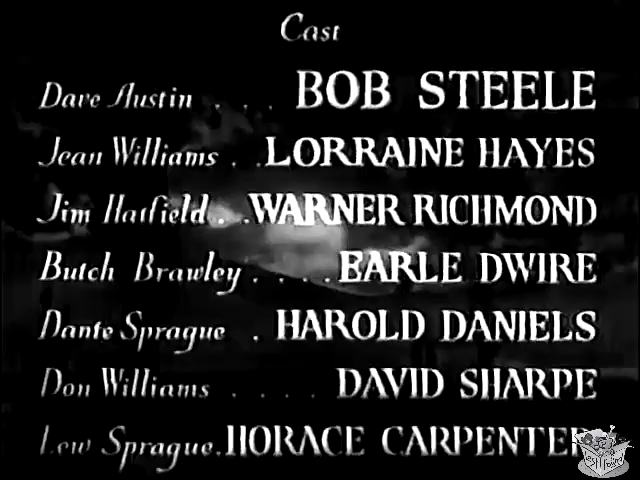 Cast
Dave Austin . . . BOB STEELE
Jean Williams . . LORRAINE HAYES
Jim Hatfield . . WARNER RICHMOND
Butch Brawley . . . . EARLE DWIRE
Dante Sprague . HAROLD DANIELS
Don Williams . . . . DAVID SHARPE
Lew Sprague . HORACE CARPENTER